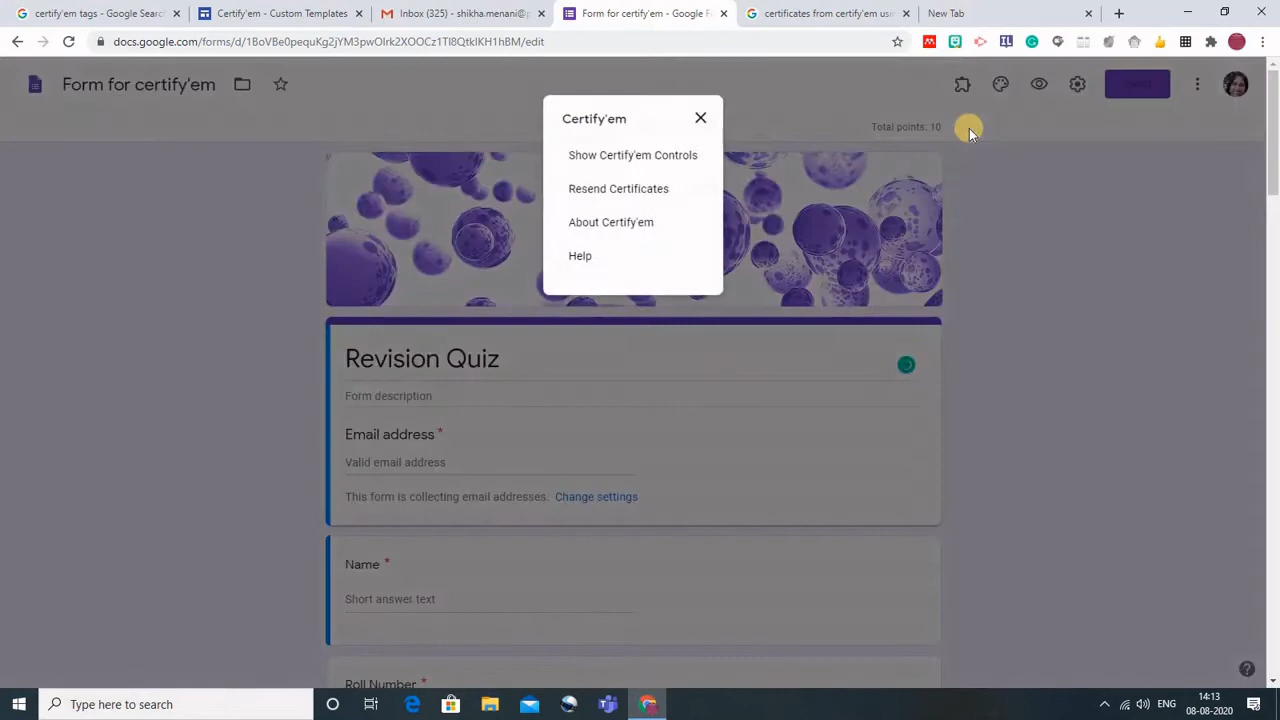 certify'em tags - Google Search
Certify'em - Custom Templates
Inbox (325) - shikha.menani@
Form for certify'em - Google F
certificates from certify'em usin
New Tab
docs.google.com/forms/d/1BoVBe0pequKg2jYM3pwOlrk2XOOCz1Tl8QtkIKH1hBM/edit
Form for certify'em
Total points: 10
Certify'em
Show Certify'em Controls
Resend Certificates
About Certify'em
Help
Revision Quiz
Form description
Email address *
Valid email address
This form is collecting email addresses. Change settings
Name *
Short answer text
Roll Number *
Type here to search
ENG
14:13
08-08-2020